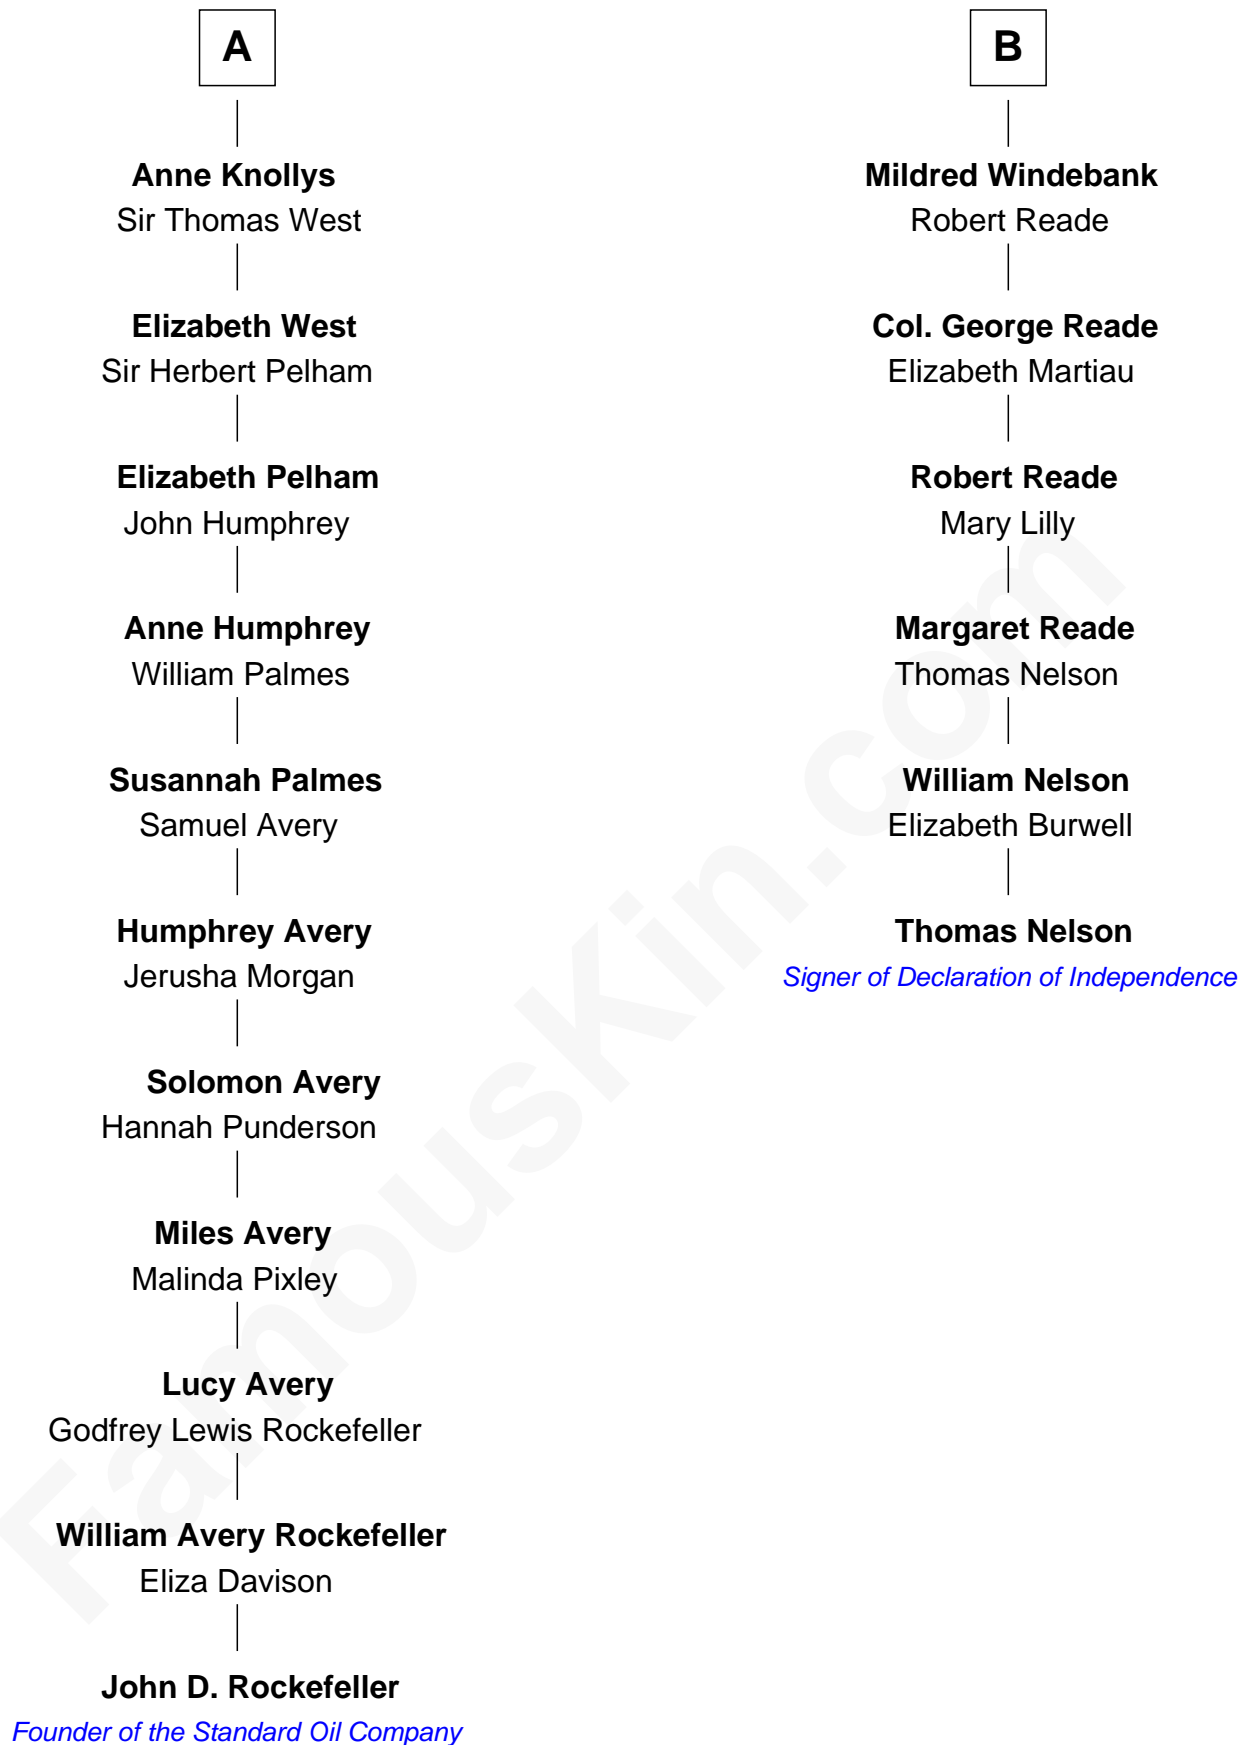 A
Anne Knollys
Sir Thomas West
Elizabeth West
Sir Herbert Pelham
Elizabeth Pelham
John Humphrey
Anne Humphrey
William Palmes
Susannah Palmes
Samuel Avery
Humphrey Avery
Jerusha Morgan
Solomon Avery
Hannah Punderson
Miles Avery
Malinda Pixley
Lucy Avery
Godfrey Lewis Rockefeller
William Avery Rockefeller
Eliza Davison
John D. Rockefeller
Founder of the Standard Oil Company
B
Mildred Windebank
Robert Reade
Col. George Reade
Elizabeth Martiau
Robert Reade
Mary Lilly
Margaret Reade
Thomas Nelson
William Nelson
Elizabeth Burwell
Thomas Nelson
Signer of Declaration of Independence
FamousKin.com